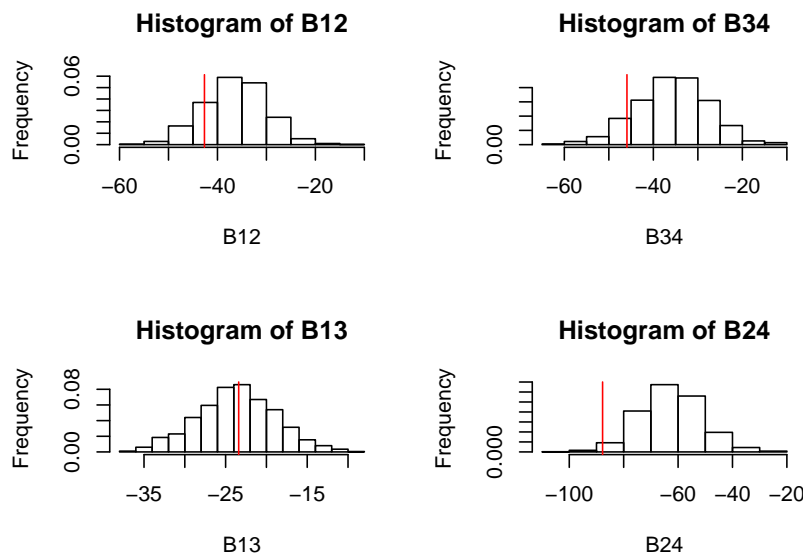 Histogram of B12
Frequency
0.00
0.06
−60
−40
−20
B12
Histogram of B34
Frequency
0.00
−60
−40
−20
B34
Histogram of B13
Frequency
0.00
0.08
−35
−25
−15
B13
Histogram of B24
Frequency
0.000
−100
−60
−40
−20
B24